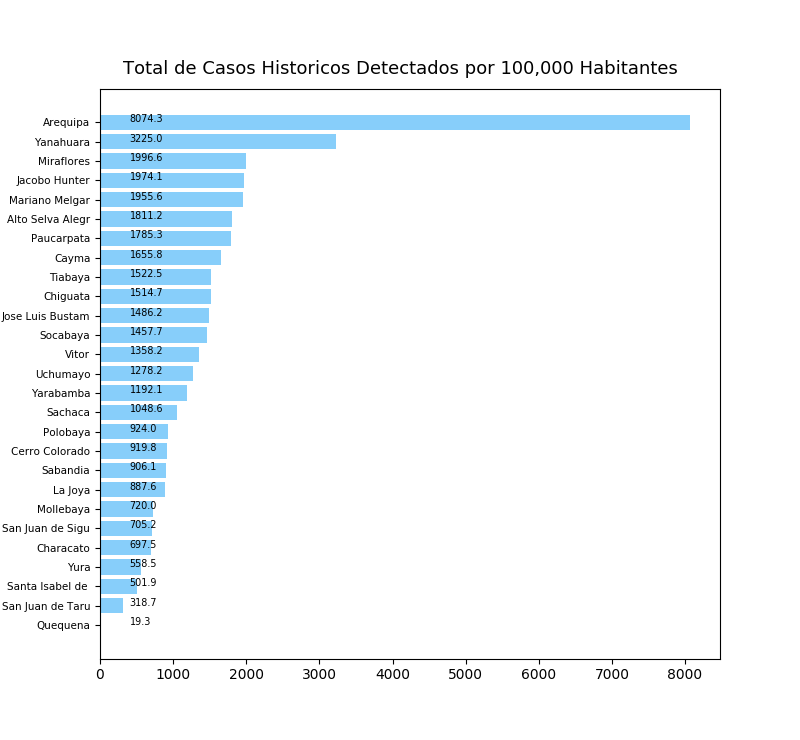 Total de Casos Historicos Detectados por 100,000 Habitantes
Arequipa 8074.3
Yanahuara 3225.0
Miraflores 1996.6
Jacobo Hunter 1974.1
Mariano Melgar 1955.6
Alto Selva Alegr 1811.2
Paucarpata 1785.3
Cayma 1655.8
Tiabaya 1522.5
Chiguata 1514.7
Jose Luis Bustam 1486.2
Socabaya 1457.7
Vitor 1358.2
Uchumayo 1278.2
Yarabamba 1192.1
Sachaca 1048.6
Polobaya 924.0
Cerro Colorado 919.8
Sabandia 906.1
La Joya 887.6
Mollebaya 720.0
San Juan de Sigu 705.2
Characato 697.5
Yura 558.5
Santa Isabel de 501.9
San Juan de Taru 318.7
Quequena 19.3
0 1000 2000 3000 4000 5000 6000 7000 8000